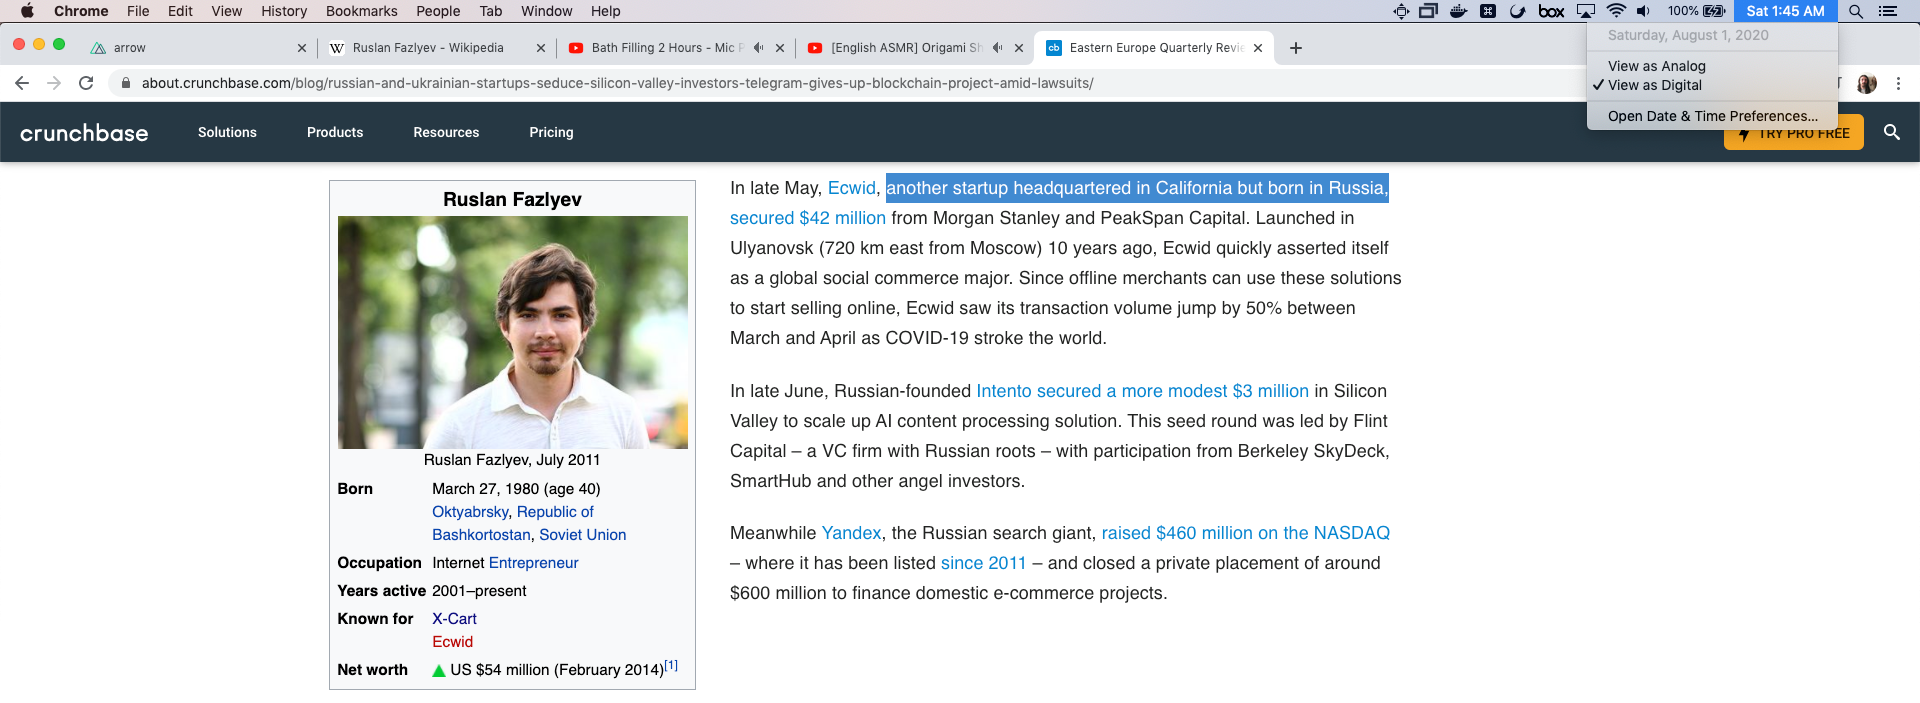 Chrome File Edit View History Bookmarks People Tab Window Help
box 100% Sat 1:45 AM
arrow
Ruslan Fazlyev - Wikipedia
Bath Filling 2 Hours - Mic P
[English ASMR] Origami Sh
cb Eastern Europe Quarterly Revie
Saturday, August 1, 2020
View as Analog
✓ View as Digital
Open Date & Time Preferences...
about.crunchbase.com/blog/russian-and-ukrainian-startups-seduce-silicon-valley-investors-telegram-gives-up-blockchain-project-amid-lawsuits/
crunchbase Solutions Products Resources Pricing
TRY PRO FREE
Ruslan Fazlyev
Ruslan Fazlyev, July 2011
Born March 27, 1980 (age 40)
Oktyabrsky, Republic of
Bashkortostan, Soviet Union
Occupation Internet Entrepreneur
Years active 2001–present
Known for X-Cart
Ecwid
Net worth ▲ US $54 million (February 2014)[1]
In late May, Ecwid, another startup headquartered in California but born in Russia,
secured $42 million from Morgan Stanley and PeakSpan Capital. Launched in
Ulyanovsk (720 km east from Moscow) 10 years ago, Ecwid quickly asserted itself
as a global social commerce major. Since offline merchants can use these solutions
to start selling online, Ecwid saw its transaction volume jump by 50% between
March and April as COVID-19 stroke the world.
In late June, Russian-founded Intento secured a more modest $3 million in Silicon
Valley to scale up AI content processing solution. This seed round was led by Flint
Capital – a VC firm with Russian roots – with participation from Berkeley SkyDeck,
SmartHub and other angel investors.
Meanwhile Yandex, the Russian search giant, raised $460 million on the NASDAQ
– where it has been listed since 2011 – and closed a private placement of around
$600 million to finance domestic e-commerce projects.